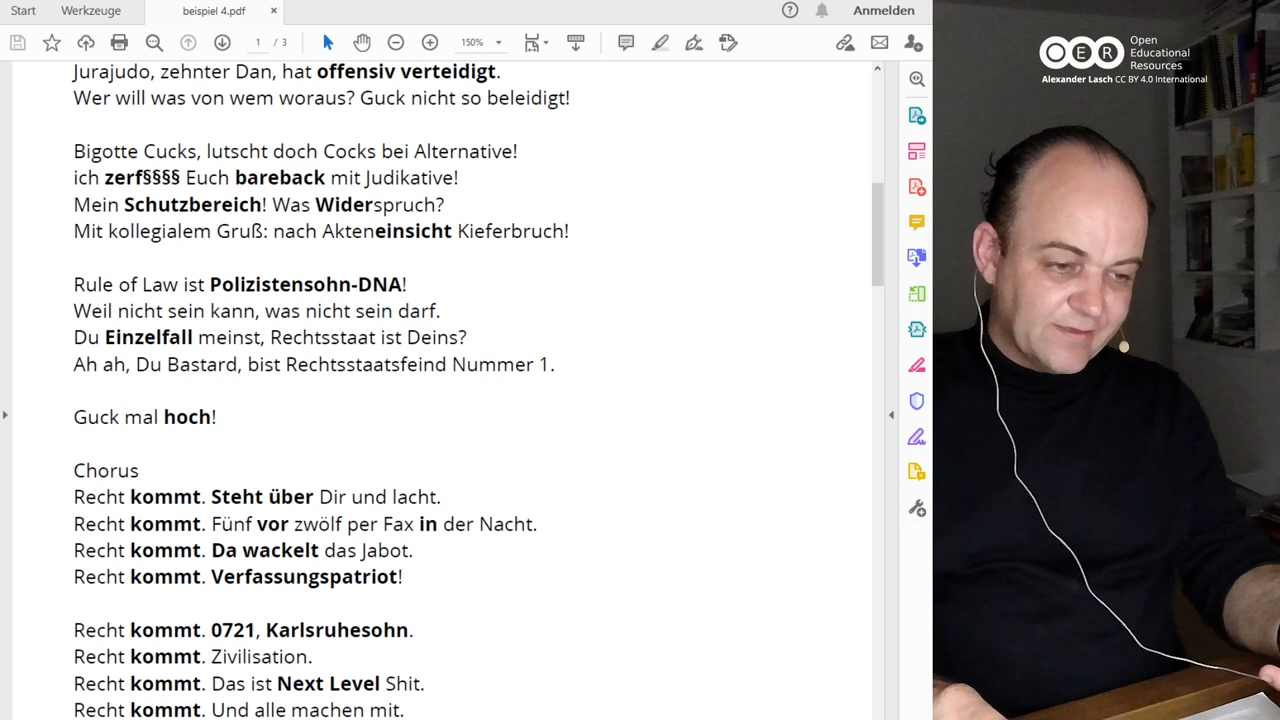 Start Werkzeuge beispiel 4.pdf × Anmelden
1 / 3 150%
Jurajudo, zehnter Dan, hat offensiv verteidigt.
Wer will was von wem woraus? Guck nicht so beleidigt!
Bigotte Cucks, lutscht doch Cocks bei Alternative!
ich zerf§§§§ Euch bareback mit Judikative!
Mein Schutzbereich! Was Widerspruch?
Mit kollegialem Gruß: nach Akteneinsicht Kieferbruch!
Rule of Law ist Polizistensohn-DNA!
Weil nicht sein kann, was nicht sein darf.
Du Einzelfall meinst, Rechtsstaat ist Deins?
Ah ah, Du Bastard, bist Rechtsstaatsfeind Nummer 1.
Guck mal hoch!
Chorus
Recht kommt. Steht über Dir und lacht.
Recht kommt. Fünf vor zwölf per Fax in der Nacht.
Recht kommt. Da wackelt das Jabot.
Recht kommt. Verfassungspatriot!
Recht kommt. 0721, Karlsruhesohn.
Recht kommt. Zivilisation.
Recht kommt. Das ist Next Level Shit.
Recht kommt. Und alle machen mit.
OER Open
Educational
Resources
Alexander Lasch CC BY 4.0 International